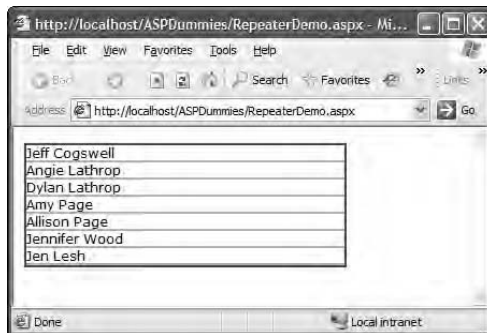 http://localhost/ASPDummies/RepeaterDemo.aspx - Mi...
File Edit View Favorites Tools Help
Back Search Favorites » Links »
Address http://localhost/ASPDummies/RepeaterDemo.aspx Go
Jeff Cogswell
Angie Lathrop
Dylan Lathrop
Amy Page
Allison Page
Jennifer Wood
Jen Lesh
Done Local intranet